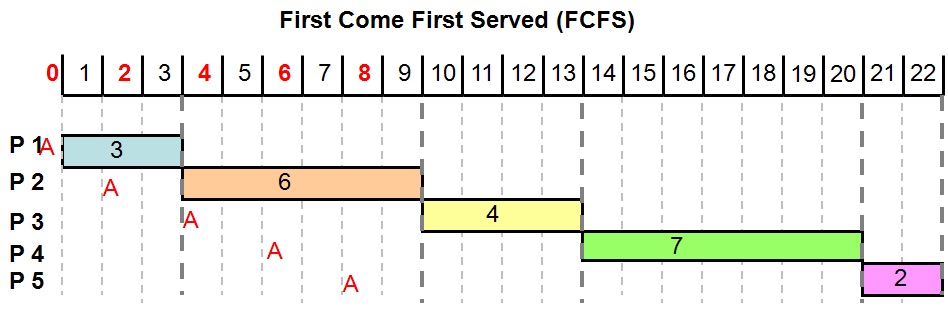 First Come First Served (FCFS)
0 1 2 3 4 5 6 7 8 9 10 11 12 13 14 15 16 17 18 19 20 21 22
P 1 A 3
P 2 A 6
P 3 A 4
P 4 A 7
P 5 A 2